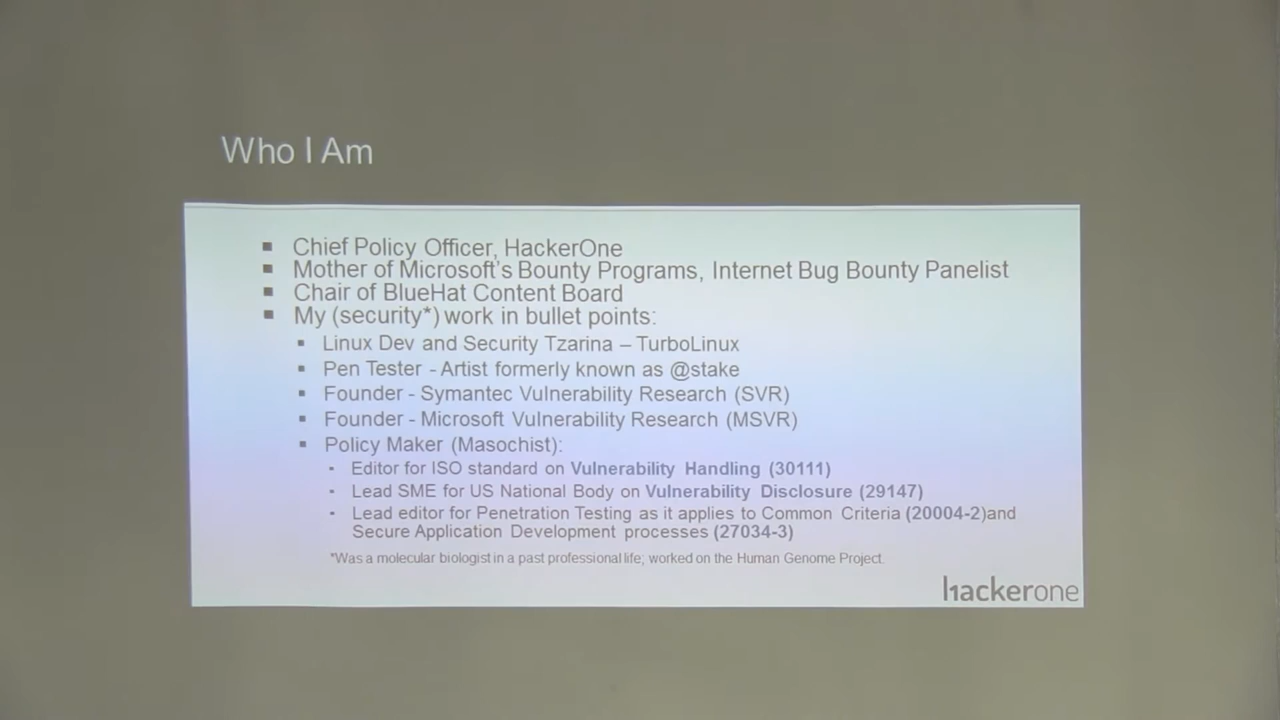 Who I Am
▪ Chief Policy Officer, HackerOne
▪ Mother of Microsoft's Bounty Programs, Internet Bug Bounty Panelist
▪ Chair of BlueHat Content Board
▪ My (security*) work in bullet points:
▪ Linux Dev and Security Tzarina – TurboLinux
▪ Pen Tester - Artist formerly known as @stake
▪ Founder - Symantec Vulnerability Research (SVR)
▪ Founder - Microsoft Vulnerability Research (MSVR)
▪ Policy Maker (Masochist):
▪ Editor for ISO standard on Vulnerability Handling (30111)
▪ Lead SME for US National Body on Vulnerability Disclosure (29147)
▪ Lead editor for Penetration Testing as it applies to Common Criteria (20004-2)and
Secure Application Development processes (27034-3)
*Was a molecular biologist in a past professional life; worked on the Human Genome Project.
hackerone